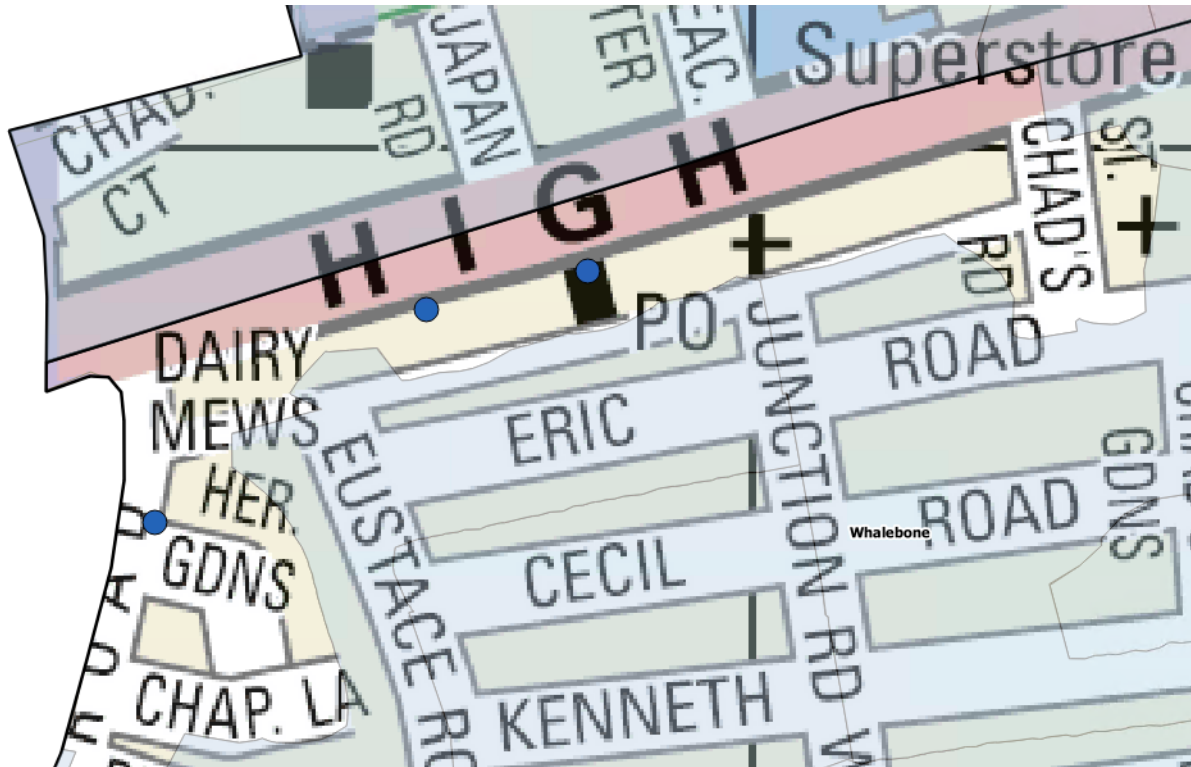 Superstore
CHAD.
CT
RD
JAPAN
TER
EAC.
HIGH
ST.
CHAD'S
RD
DAIRY
MEWS
PO
ROAD
ERIC
JUNCTION RD
EUSTACE
HER.
GDNS
GDNS
Whalebone
ROAD
CECIL
CHAP. LA
KENNETH